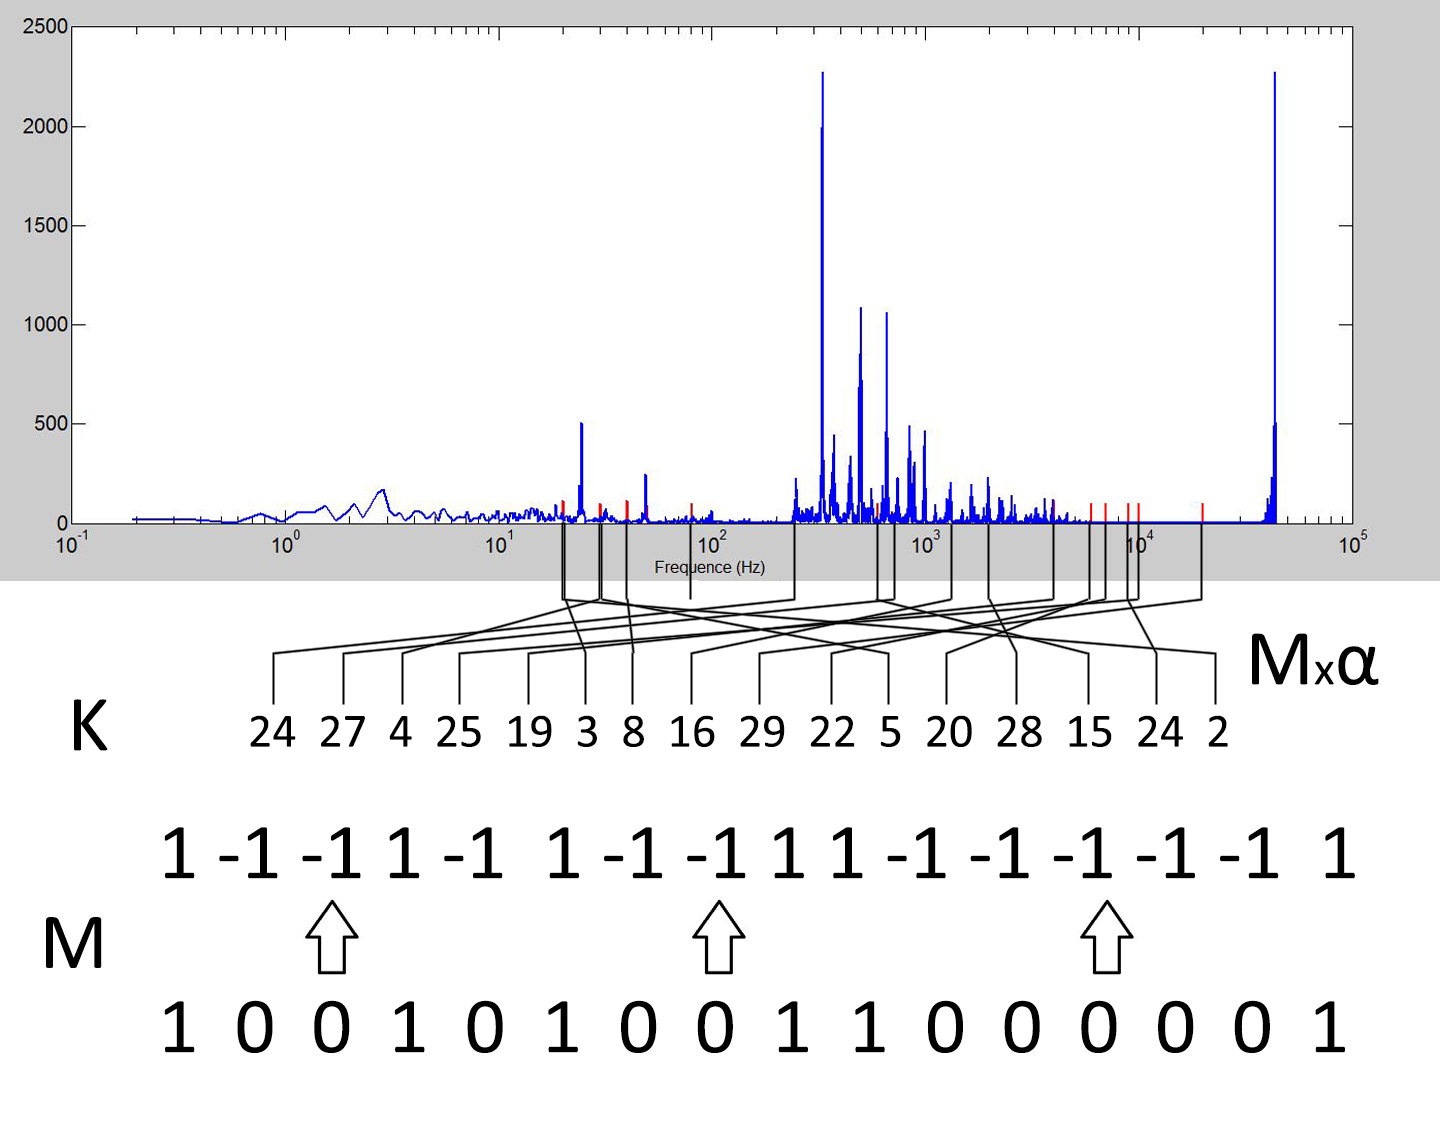 2500
2000
1500
1000
500
0
10-1 100 101 102 103 104 105
Frequence (Hz)
Mxα
K 24 27 4 25 19 3 8 16 29 22 5 20 28 15 24 2
1 -1 -1 1 -1 1 -1 -1 1 1 -1 -1 -1 -1 -1 1
M
1 0 0 1 0 1 0 0 1 1 0 0 0 0 0 1